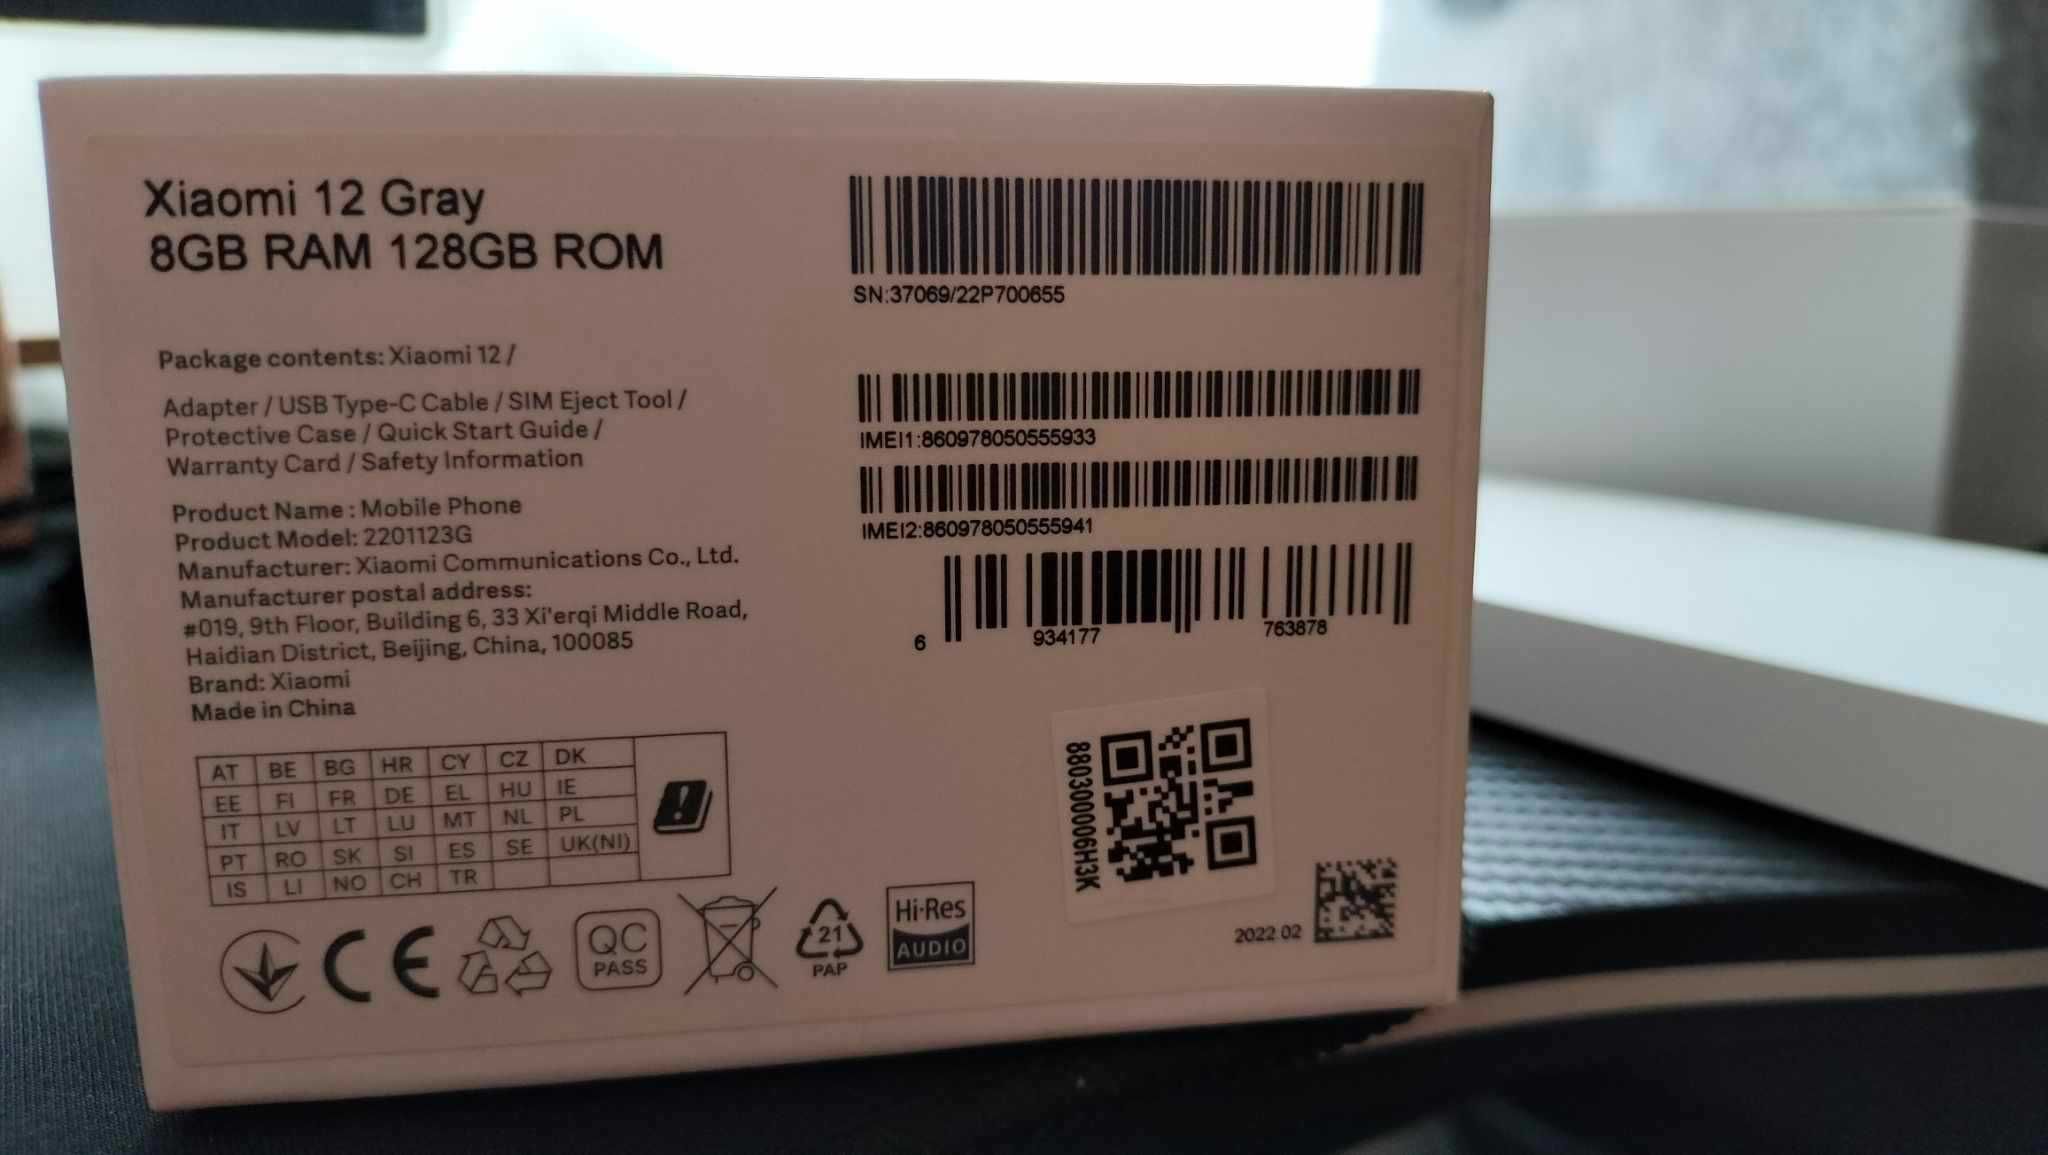 Xiaomi 12 Gray
8GB RAM 128GB ROM
Package contents: Xiaomi 12 /
Adapter / USB Type-C Cable / SIM Eject Tool /
Protective Case / Quick Start Guide /
Warranty Card / Safety Information
Product Name : Mobile Phone
Product Model: 2201123G
Manufacturer: Xiaomi Communications Co., Ltd.
Manufacturer postal address:
#019, 9th Floor, Building 6, 33 Xi'erqi Middle Road,
Haidian District, Beijing, China, 100085
Brand: Xiaomi
Made in China
AT BE BG HR CY CZ DK
EE FI FR DE EL HU IE
IT LV LT LU MT NL PL
PT RO SK SI ES SE UK(NI)
IS LI NO CH TR
CE
QC
PASS
21
PAP
Hi-Res
AUDIO
SN:37069/22P700655
IMEI1:860978050555933
IMEI2:860978050555941
6 934177 763878
880300006H3K
2022 02